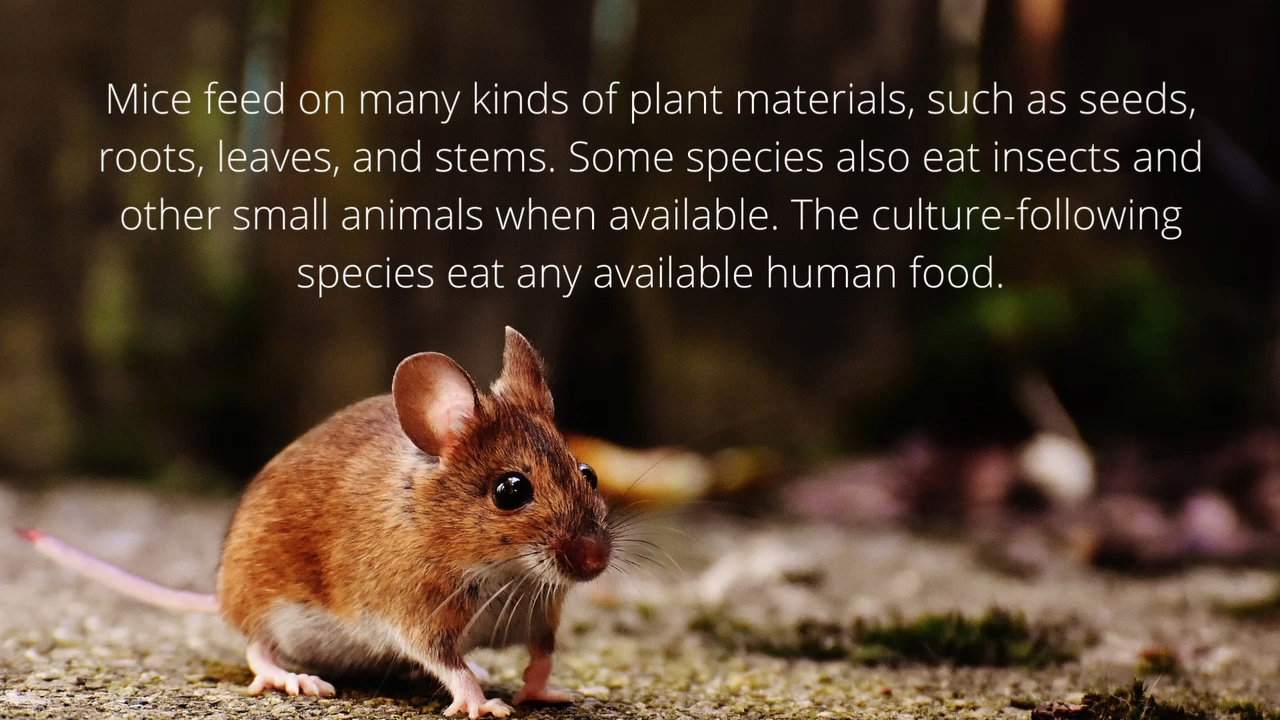 Mice feed on many kinds of plant materials, such as seeds,
roots, leaves, and stems. Some species also eat insects and
other small animals when available. The culture-following
species eat any available human food.